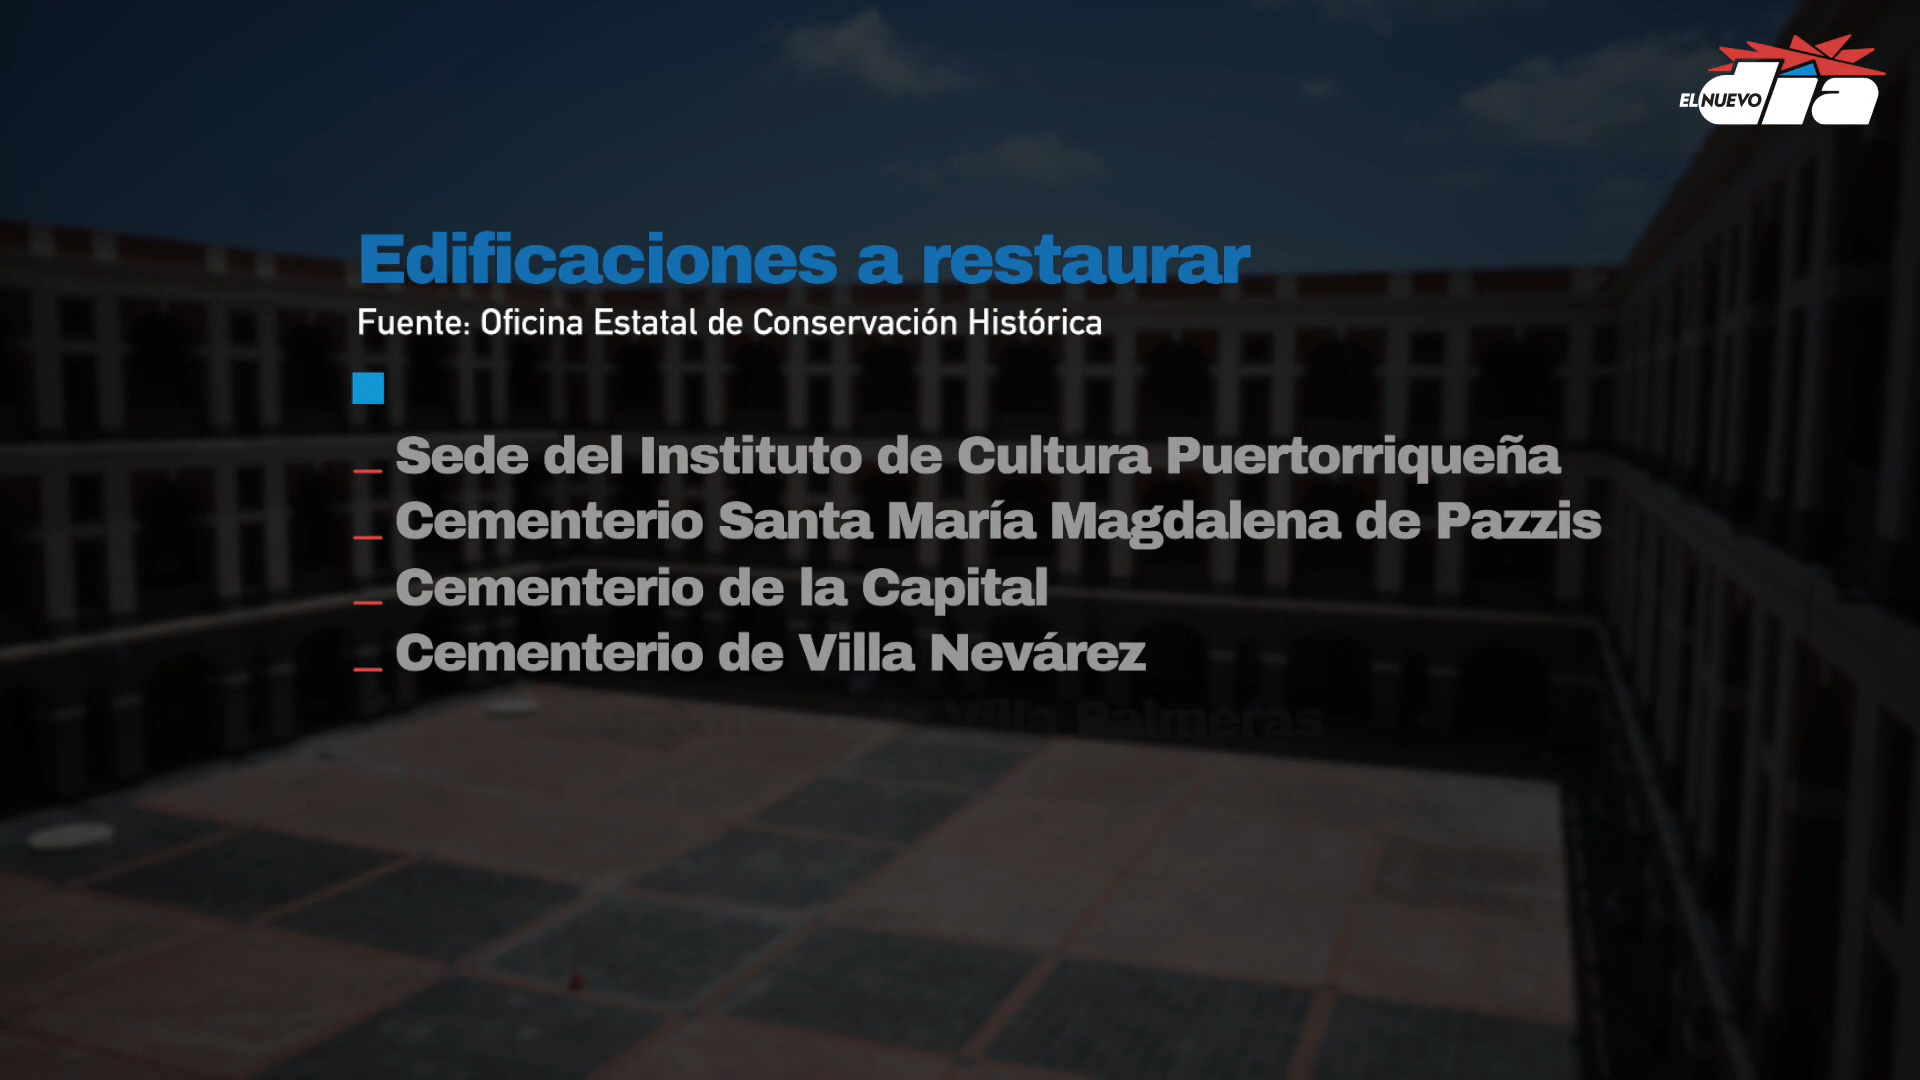 EL NUEVO día
Edificaciones a restaurar
Fuente: Oficina Estatal de Conservación Histórica
_ Sede del Instituto de Cultura Puertorriqueña
_ Cementerio Santa María Magdalena de Pazzis
_ Cementerio de la Capital
_ Cementerio de Villa Nevárez
Villa Palmeras